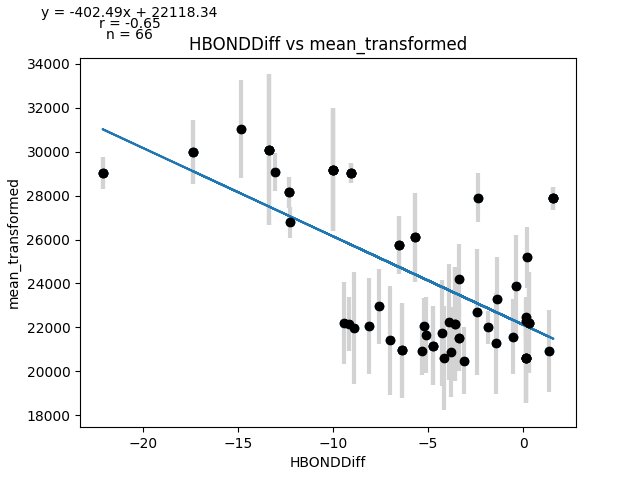 y = -402.49x + 22118.34
r = -0.65
n = 66
HBONDDiff vs mean_transformed
34000
32000
30000
28000
26000
24000
22000
20000
18000
mean_transformed
−20
−15
−10
−5
0
HBONDDiff